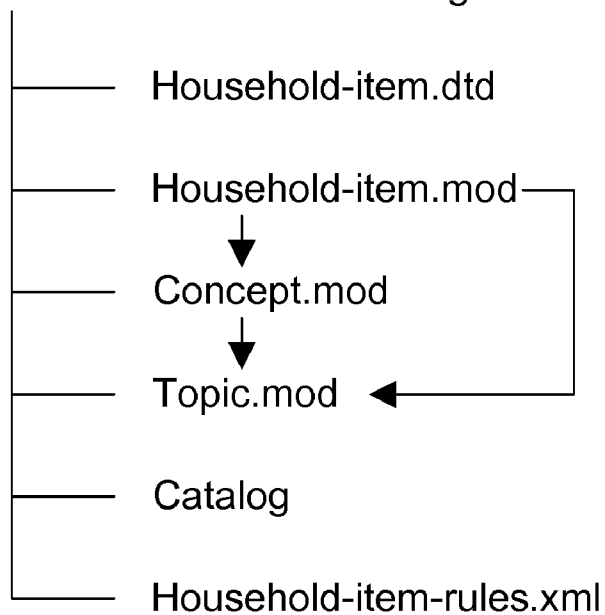 Household-item.dtd
Household-item.mod
Concept.mod
Topic.mod
Catalog
Household-item-rules.xml